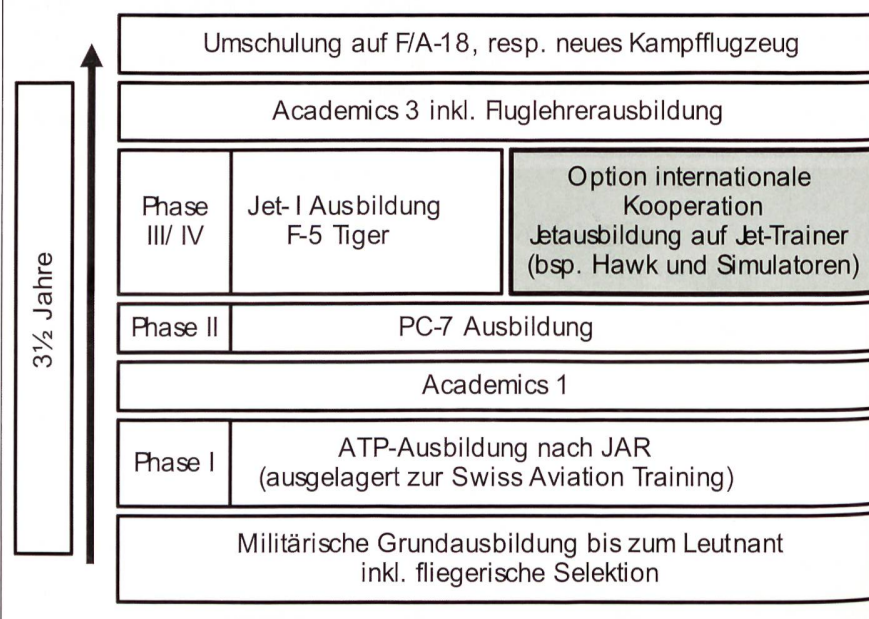 Umschulung auf F/A-18, resp. neues Kampfflugzeug
Academics 3 inkl. Fluglehrerausbildung
Phase
III/ IV
Jet- I Ausbildung
F-5 Tiger
Option internationale
Kooperation
Jetausbildung auf Jet-Trainer
(bsp. Hawk und Simulatoren)
3½ Jahre
Phase II
PC-7 Ausbildung
Academics 1
Phase I
ATP-Ausbildung nach JAR
(ausgelagert zur Swiss Aviation Training)
Militärische Grundausbildung bis zum Leutnant
inkl. fliegerische Selektion